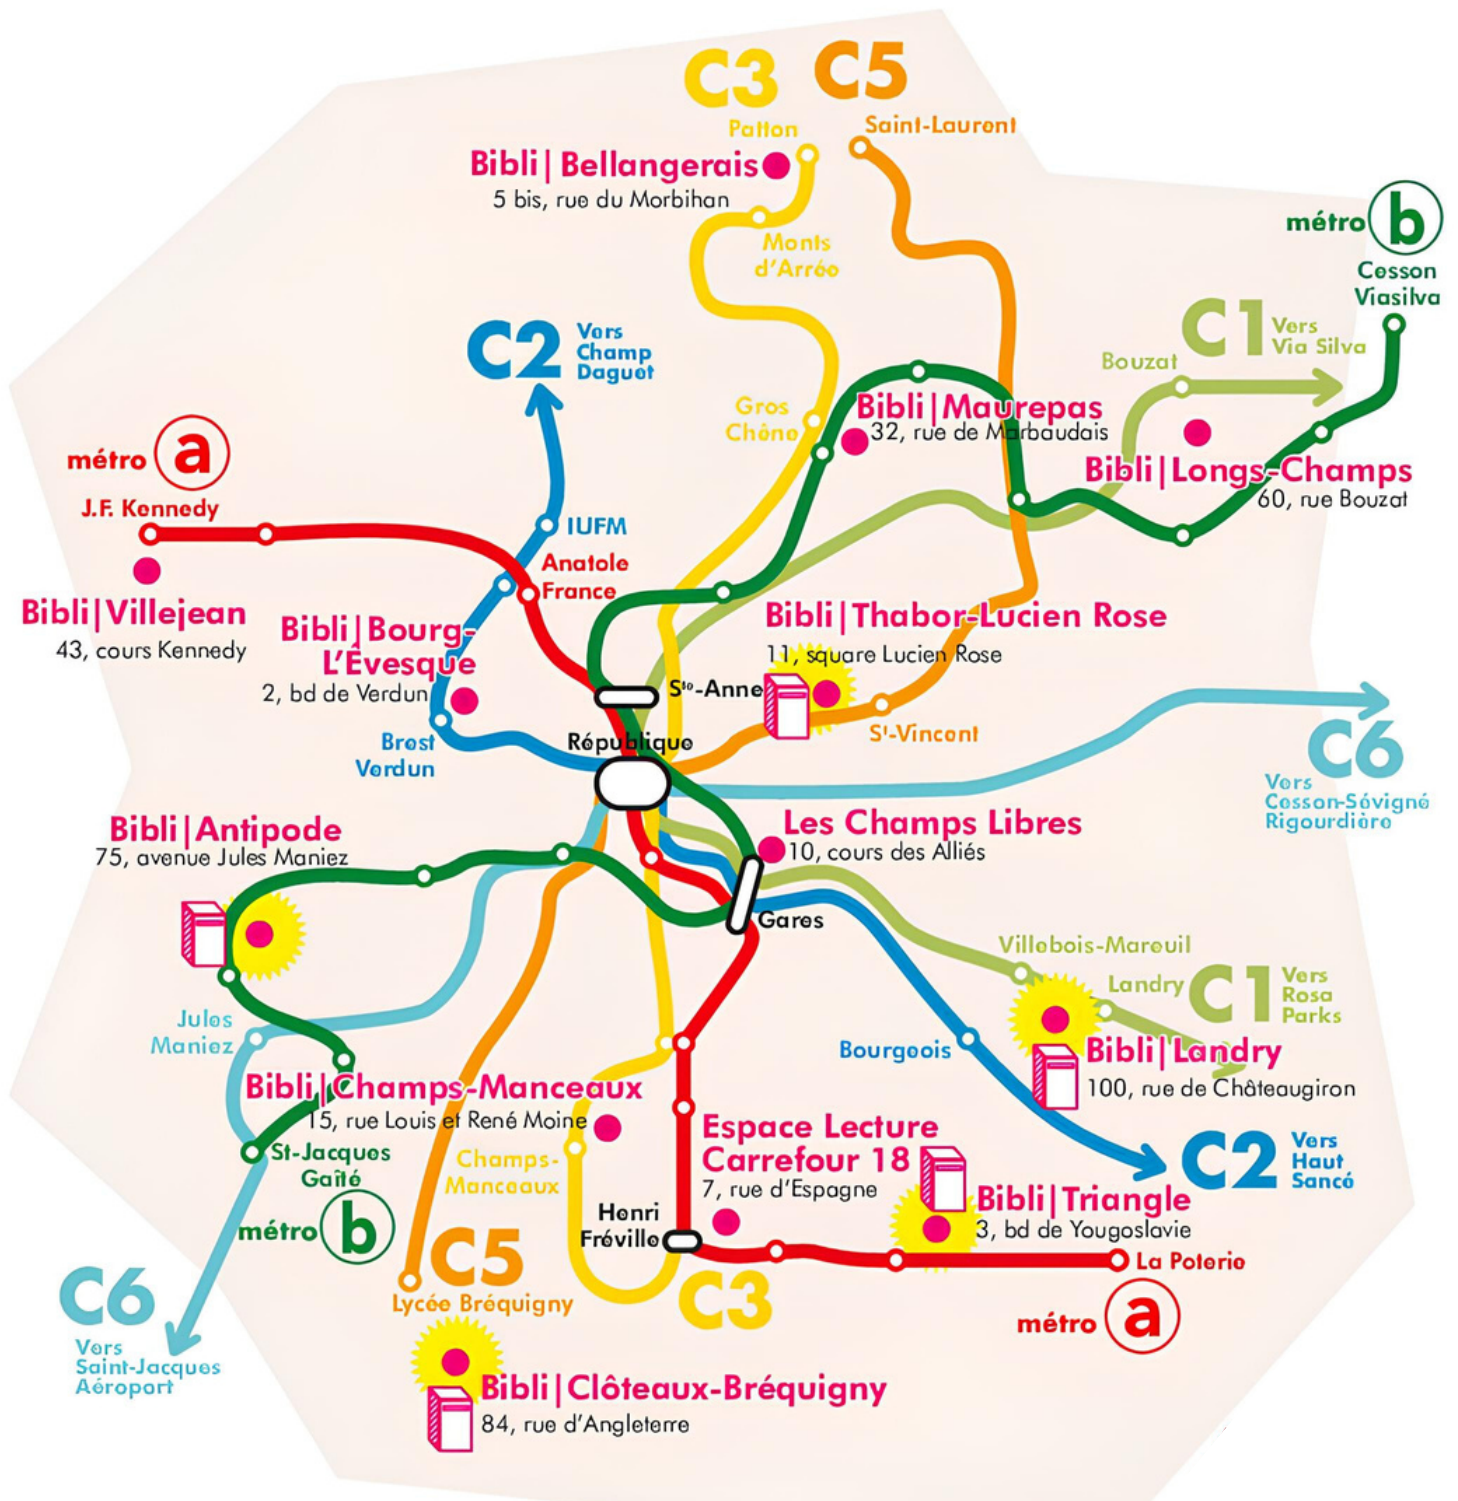 C3
C5
Patton
Saint-Laurent
Bibli|Bellangerais
5 bis, rue du Morbihan
Monts
d'Arrée
métro b
Cesson
Viasilva
C2
Vers
Champ
Daguet
C1
Vers
Via Silva
Bouzat
Gros
Chêne
Bibli|Maurepas
32, rue de Marbaudais
Bibli|Longs-Champs
60, rue Bouzat
métro a
J.F. Kennedy
IUFM
Anatole
France
Bibli|Villejean
43, cours Kennedy
Bibli|Bourg-
L'Évesque
2, bd de Verdun
Bibli|Thabor-Lucien Rose
11, square Lucien Rose
Ste-Anne
St-Vincent
République
Brest
Verdun
C6
Vers
Cesson-Sévigné
Rigourdière
Bibli|Antipode
75, avenue Jules Maniez
Les Champs Libres
10, cours des Alliés
Gares
Villebois-Mareuil
Landry
C1
Vers
Rosa
Parks
Jules
Maniez
Bourgeois
Bibli|Landry
100, rue de Châteaugiron
Bibli|Champs-Manceaux
15, rue Louis et René Moine
Champs-
Manceaux
Espace Lecture
Carrefour 18
7, rue d'Espagne
C2
Vers
Haut
Sancé
St-Jacques
Gaîté
métro b
Henri
Fréville
Bibli|Triangle
3, bd de Yougoslavie
La Poterie
métro a
C6
Vers
Saint-Jacques
Aéroport
C5
Lycée Bréquigny
C3
Bibli|Clôteaux-Bréquigny
84, rue d'Angleterre